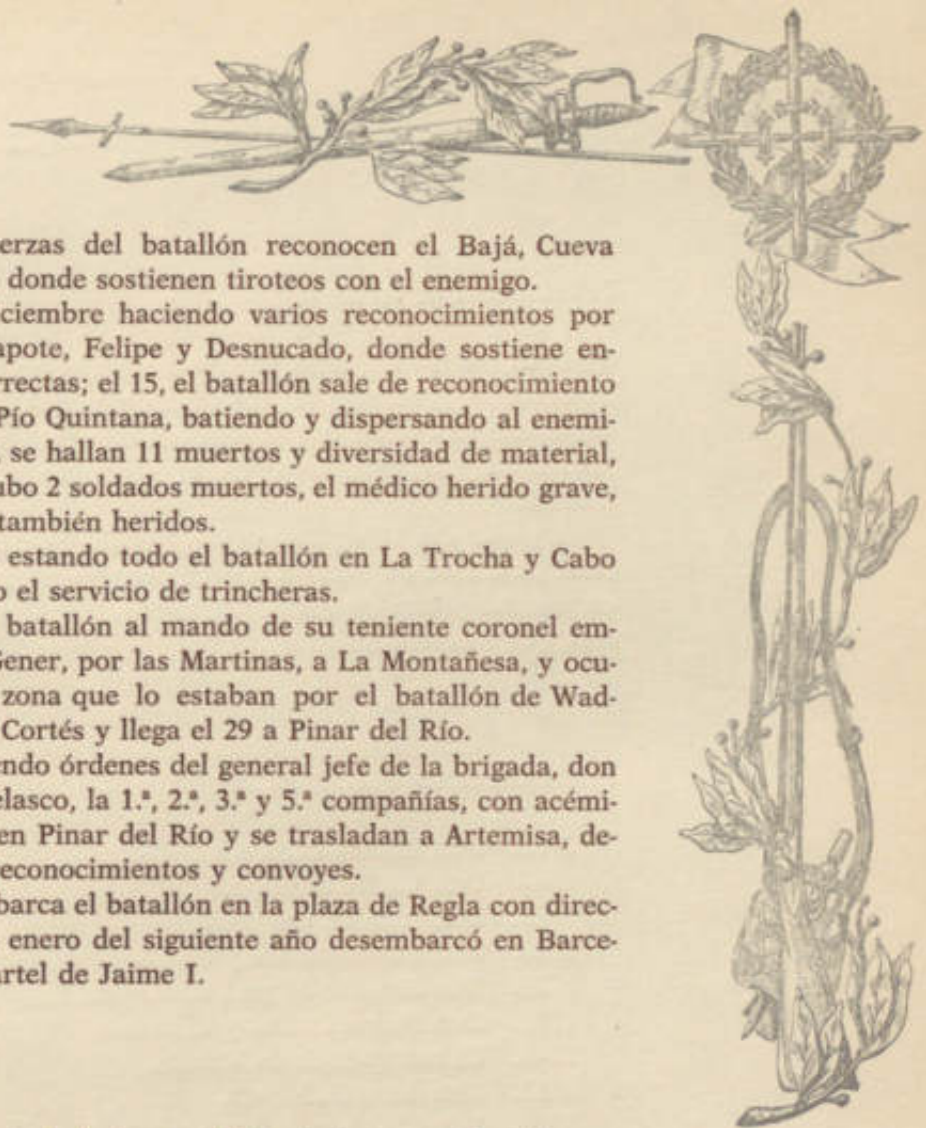 erzas del batallón reconocen el Bajá, Cueva
donde sostienen tiroteos con el enemigo.
ciembre haciendo varios reconocimientos por
apote, Felipe y Desnucado, donde sostiene en-
rrectas; el 15, el batallón sale de reconocimiento
Pío Quintana, batiendo y dispersando al enemi-
se hallan 11 muertos y diversidad de material,
ubo 2 soldados muertos, el médico herido grave,
también heridos.
estando todo el batallón en La Trocha y Cabo
o el servicio de trincheras.
batallón al mando de su teniente coronel em-
Gener, por las Martinas, a La Montañesa, y ocu-
zona que lo estaban por el batallón de Wad-
Cortés y llega el 29 a Pinar del Río.
endo órdenes del general jefe de la brigada, don
elasco, la 1.ª, 2.ª, 3.ª y 5.ª compañías, con acémi-
en Pinar del Río y se trasladan a Artemisa, de-
reconocimientos y convoyes.
barca el batallón en la plaza de Regla con direc-
enero del siguiente año desembarcó en Barce-
artel de Jaime I.